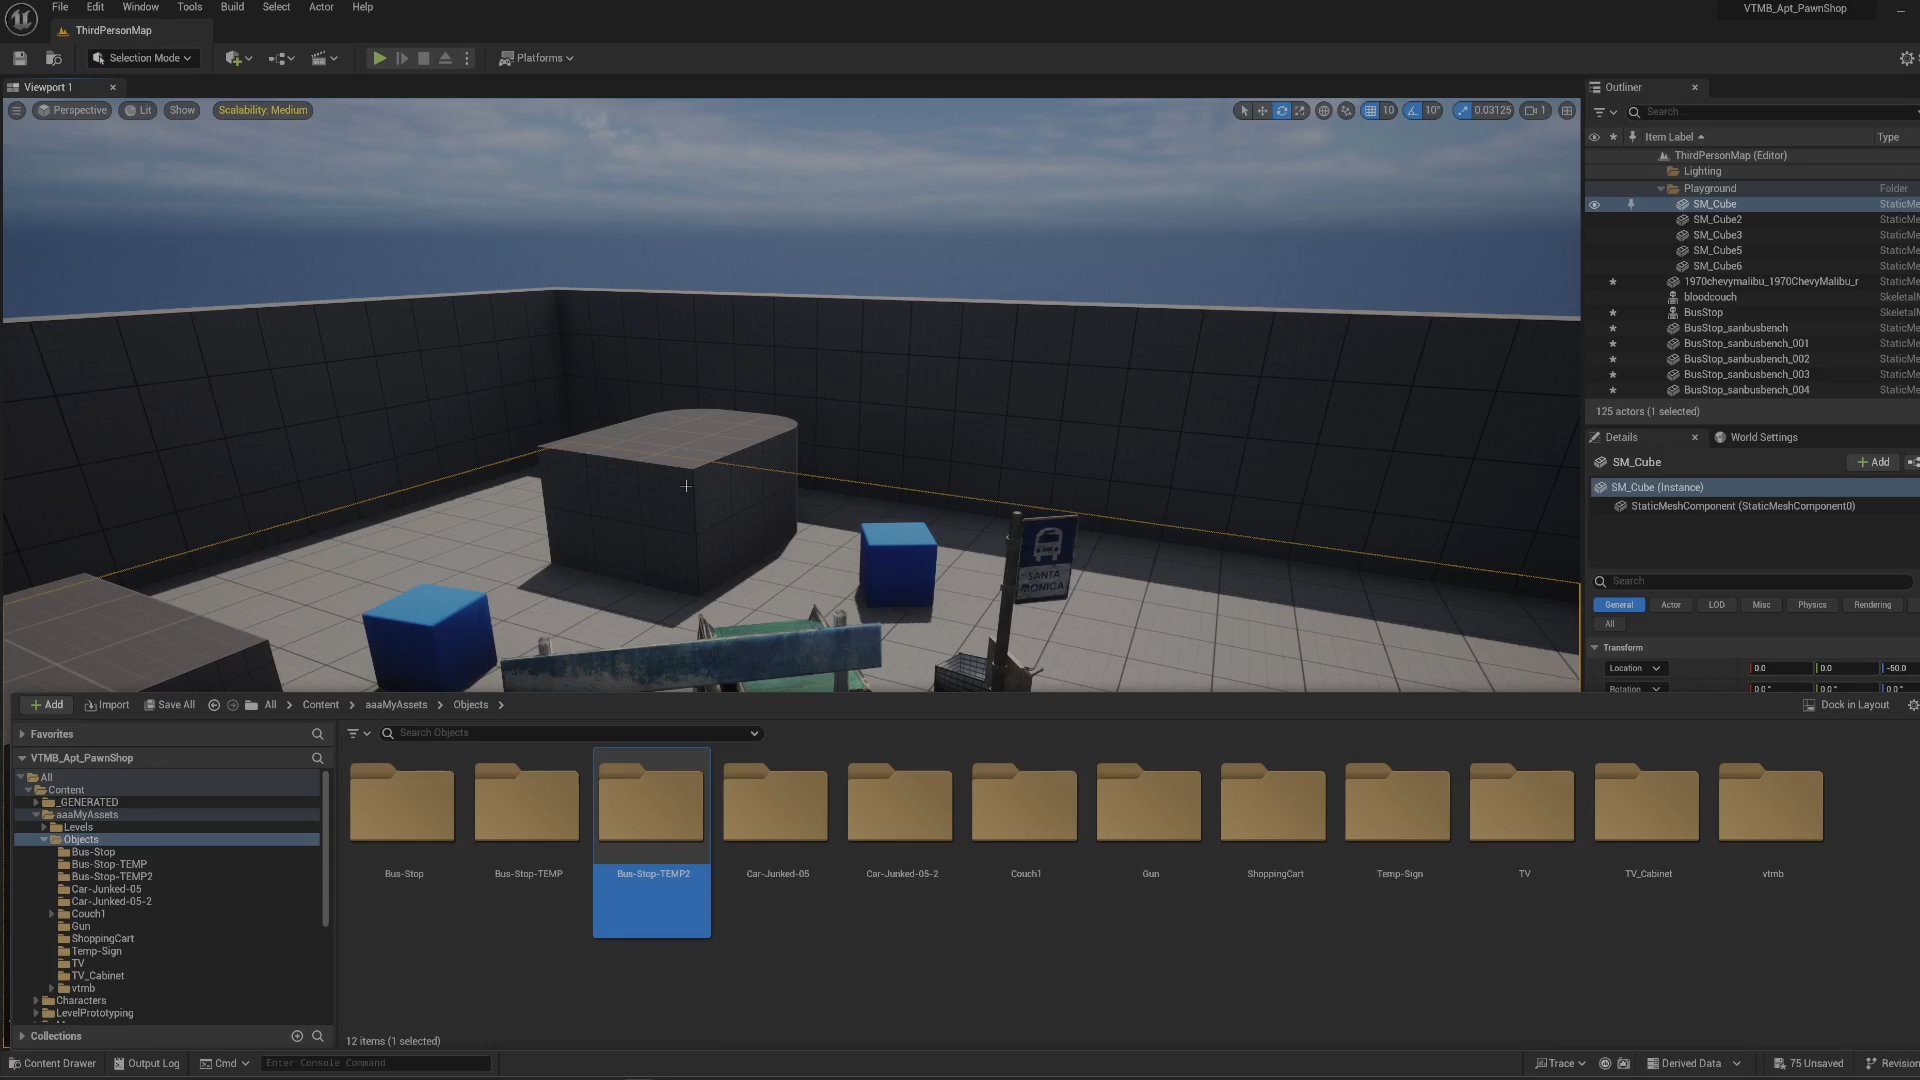 File Edit Window Tools Build Select Actor Help
VTMB_Apt_PawnShop
ThirdPersonMap
Selection Mode
Platforms
Viewport 1
Perspective Lit Show Scalability: Medium
10 10° 0.03125 1
Outliner
Search...
Item Label Type
ThirdPersonMap (Editor)
Lighting
Playground Folder
SM_Cube StaticMe
SM_Cube2 StaticMe
SM_Cube3 StaticMe
SM_Cube5 StaticMe
SM_Cube6 StaticMe
1970chevymalibu_1970ChevyMalibu_r StaticMe
bloodcouch SkeletalM
BusStop SkeletalM
BusStop_sanbusbench StaticMe
BusStop_sanbusbench_001 StaticMe
BusStop_sanbusbench_002 StaticMe
BusStop_sanbusbench_003 StaticMe
BusStop_sanbusbench_004 StaticMe
125 actors (1 selected)
Details World Settings
SM_Cube
Add
SM_Cube (Instance)
StaticMeshComponent (StaticMeshComponent0)
Search
General Actor LOD Misc Physics Rendering
All
Transform
Location 0.0 0.0 -50.0
Rotation 0.0° 0.0° 0.0°
SANTA
MONICA
Add Import Save All All Content aaaMyAssets Objects
Dock in Layout
Favorites
Search Objects
VTMB_Apt_PawnShop
All
Content
_GENERATED
aaaMyAssets
Levels
Objects
Bus-Stop
Bus-Stop-TEMP
Bus-Stop-TEMP2
Car-Junked-05
Car-Junked-05-2
Couch1
Gun
ShoppingCart
Temp-Sign
TV
TV_Cabinet
vtmb
Characters
LevelPrototyping
Collections
Bus-Stop Bus-Stop-TEMP Bus-Stop-TEMP2 Car-Junked-05 Car-Junked-05-2 Couch1 Gun ShoppingCart Temp-Sign TV TV_Cabinet vtmb
12 items (1 selected)
Content Drawer Output Log Cmd Enter Console Command
Trace Derived Data 75 Unsaved Revision